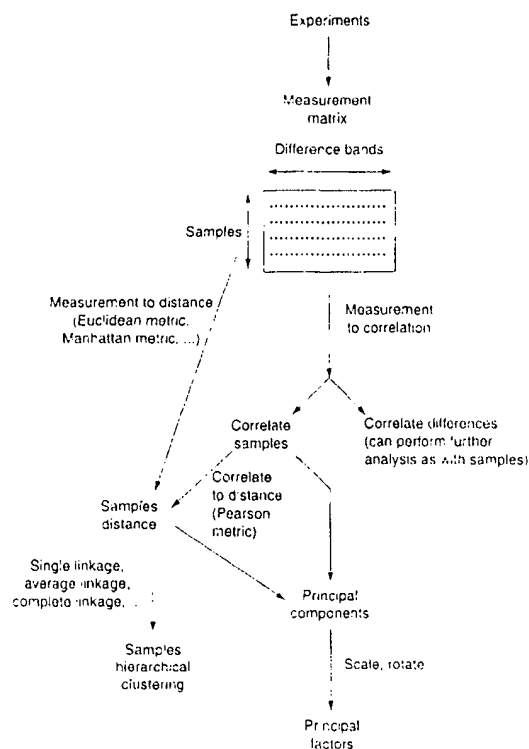 Experiments
Measurement
matrix
Difference bands
Samples
Measurement to distance
(Euclidean metric,
Manhattan metric, ...)
Measurement
to correlation
Correlate
samples
Correlate differences
(can perform further
analysis as with samples)
Correlate
to distance
(Pearson
metric)
Samples
distance
Single linkage,
average linkage,
complete linkage, ...
Principal
components
Samples
hierarchical
clustering
Scale, rotate
Principal
factors